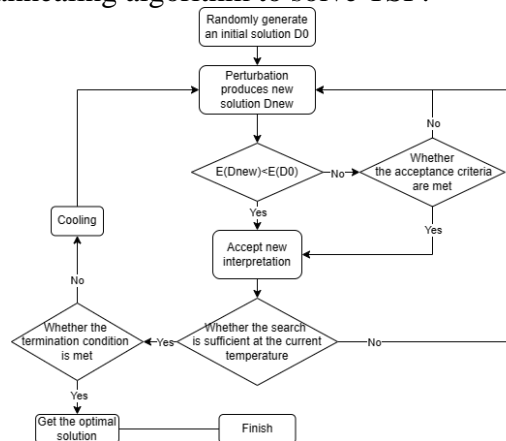 annealing algorithm to solve TSP.
Randomly generate
an initial solution D0
Perturbation
produces new
solution Dnew
No
E(Dnew)<E(D0)
No
Whether
the acceptance criteria
are met
Yes
Yes
Cooling
Accept new
interpretation
No
Whether the
termination condition
is met
Yes
Whether the search
is sufficient at the current
temperature
No
Yes
Get the optimal
solution
Finish